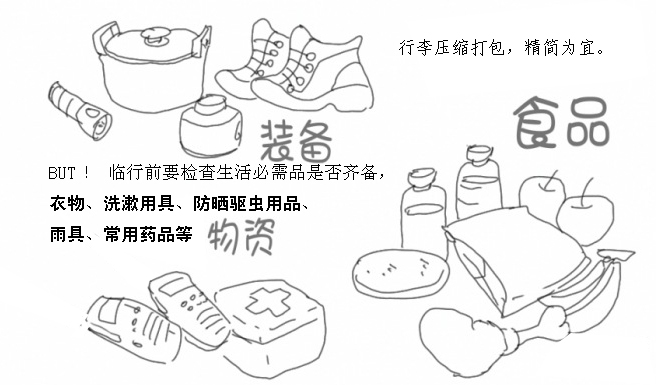 行李压缩打包，精简为宜。
食品
装备
BUT！ 临行前要检查生活必需品是否齐备，
衣物、洗漱用具、防晒驱虫用品、
雨具、常用药品等
物资